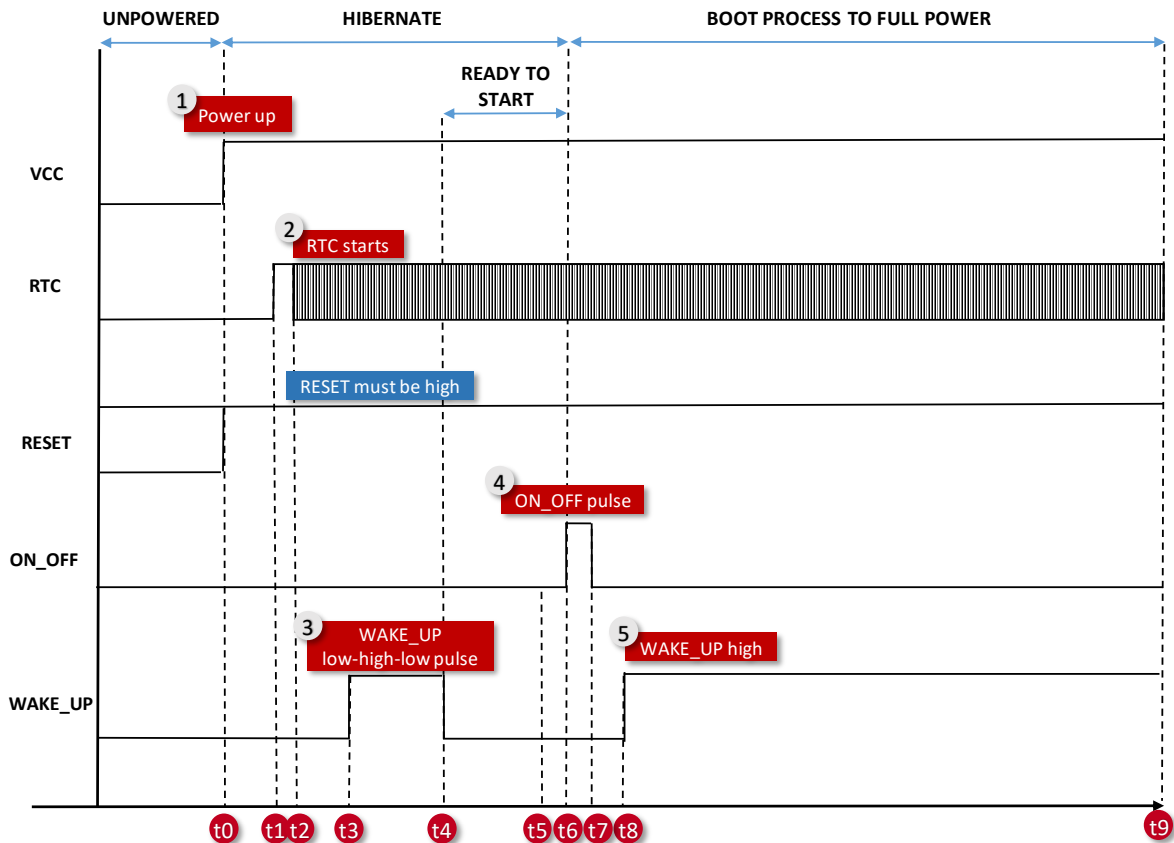 UNPOWERED
HIBERNATE
BOOT PROCESS TO FULL POWER
READY TO
START
1
Power up
VCC
2
RTC starts
RTC
RESET must be high
RESET
4
ON_OFF pulse
ON_OFF
3
WAKE_UP
low-high-low pulse
5
WAKE_UP high
WAKE_UP
t0
t1
t2
t3
t4
t5
t6
t7
t8
t9